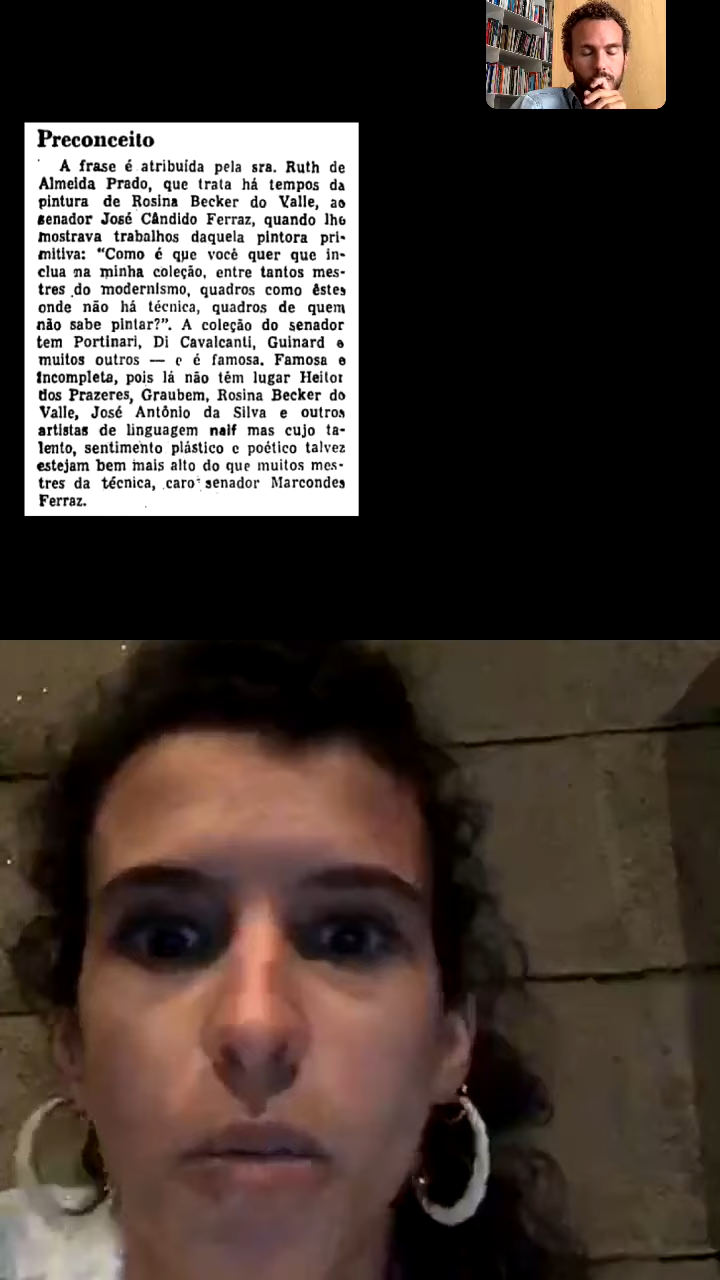 Preconceito
A frase é atribuída pela sra. Ruth de
Almeida Prado, que trata há tempos da
pintura de Rosina Becker do Valle, ao
senador José Cândido Ferraz, quando lhe
mostrava trabalhos daquela pintora pri-
mitiva: "Como é que você quer que in-
clua na minha coleção, entre tantos mes-
tres do modernismo, quadros como êstes
onde não há técnica, quadros de quem
não sabe pintar?". A coleção do senador
tem Portinari, Di Cavalcanti, Guinard e
muitos outros — e é famosa. Famosa e
incompleta, pois lá não têm lugar Heitor
dos Prazeres, Graubem, Rosina Becker do
Valle, José Antônio da Silva e outros
artistas de linguagem naif mas cujo ta-
lento, sentimento plástico e poético talvez
estejam bem mais alto do que muitos mes-
tres da técnica, caro senador Marcondes
Ferraz.